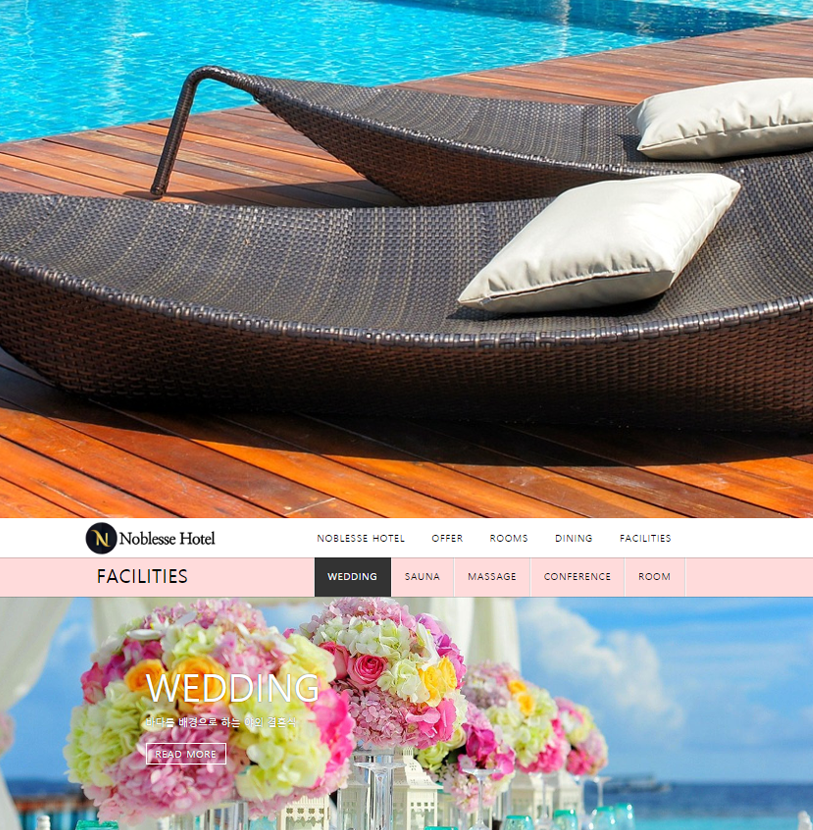 N Noblesse Hotel
NOBLESSE HOTEL OFFER ROOMS DINING FACILITIES
FACILITIES
WEDDING SAUNA MASSAGE CONFERENCE ROOM
WEDDING
바다를 배경으로 하는 야외 결혼식
READ MORE